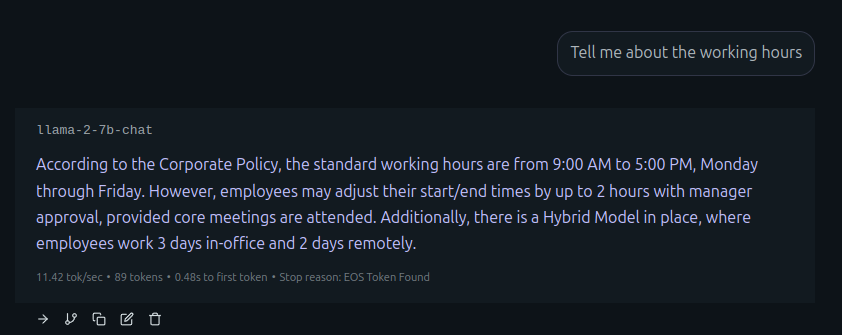 Tell me about the working hours
llama-2-7b-chat
According to the Corporate Policy, the standard working hours are from 9:00 AM to 5:00 PM, Monday
through Friday. However, employees may adjust their start/end times by up to 2 hours with manager
approval, provided core meetings are attended. Additionally, there is a Hybrid Model in place, where
employees work 3 days in-office and 2 days remotely.
11.42 tok/sec • 89 tokens • 0.48s to first token • Stop reason: EOS Token Found